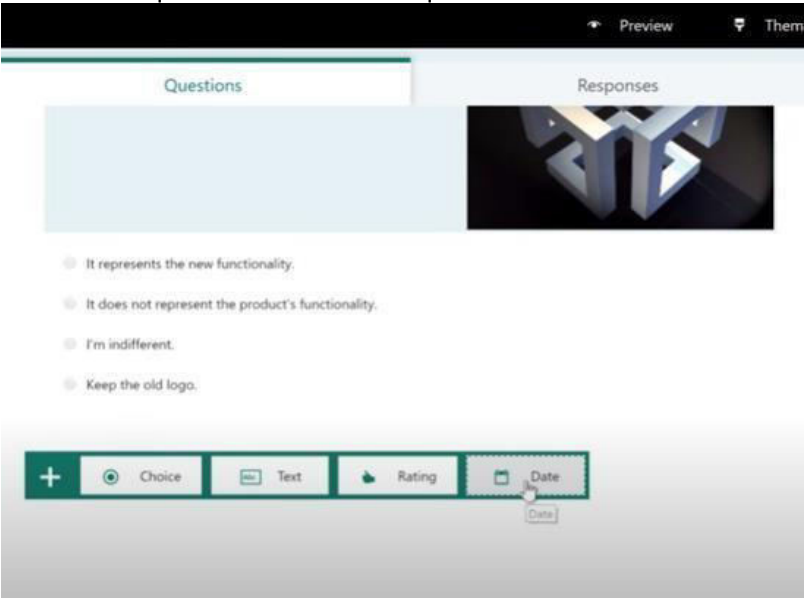 Preview Them
Questions Responses
It represents the new functionality.
It does not represent the product's functionality.
I'm indifferent.
Keep the old logo.
+ Choice Text Rating Date
Date